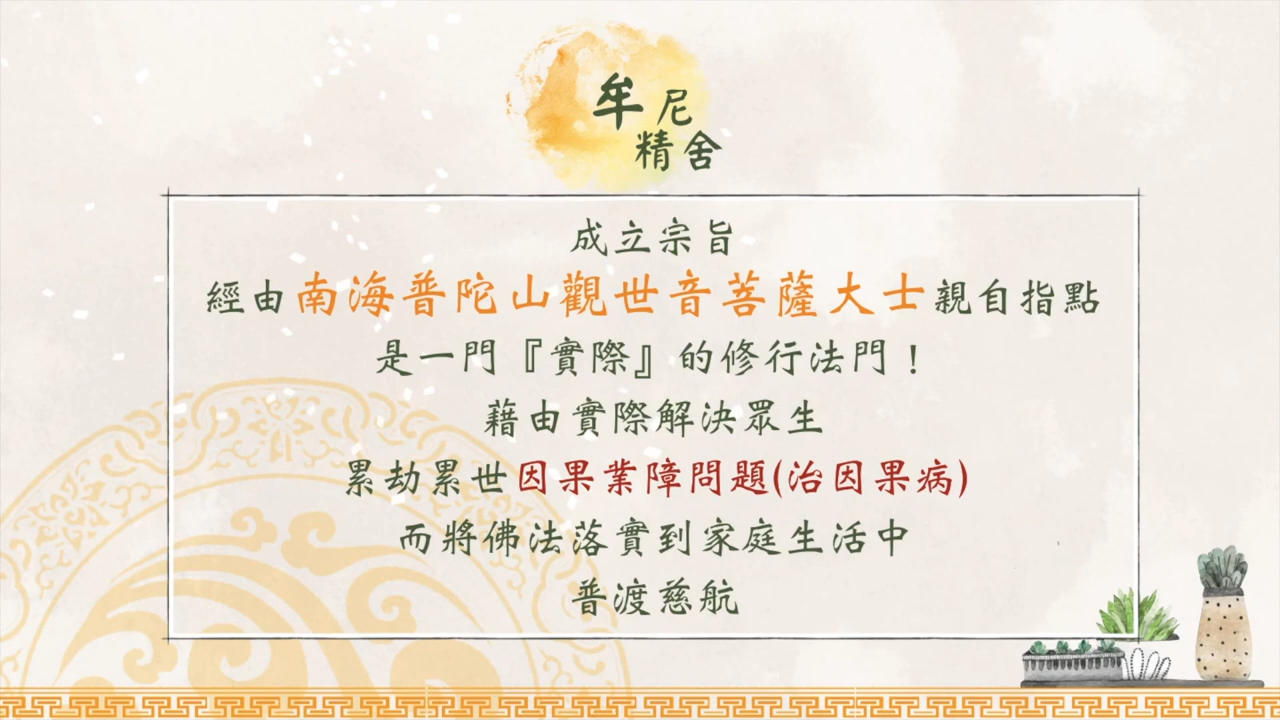 牟尼
精舍
成立宗旨
經由南海普陀山觀世音菩薩大士親自指點
是一門『實際』的修行法門！
藉由實際解決眾生
累劫累世因果業障問題(治因果病)
而將佛法落實到家庭生活中
普渡慈航